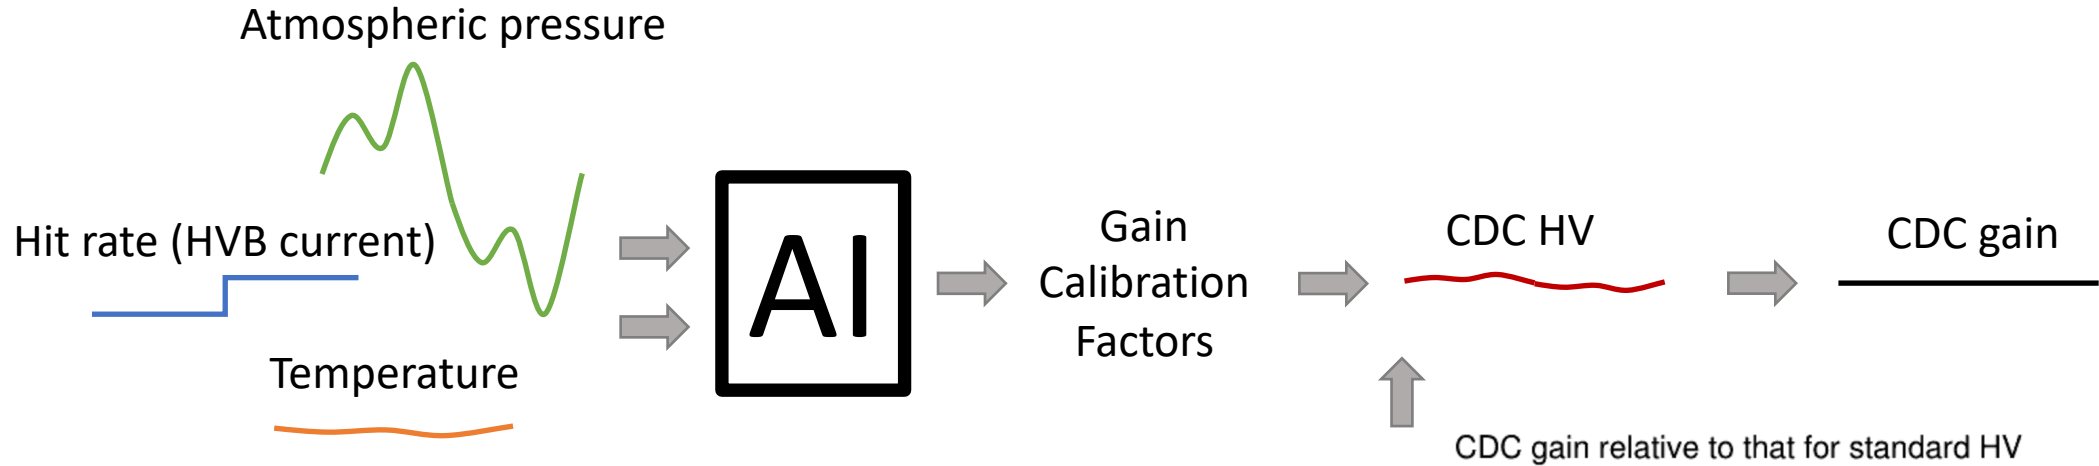 Atmospheric pressure
Hit rate (HVB current)
Temperature
AI
Gain
Calibration
Factors
CDC HV
CDC gain
CDC gain relative to that for standard HV